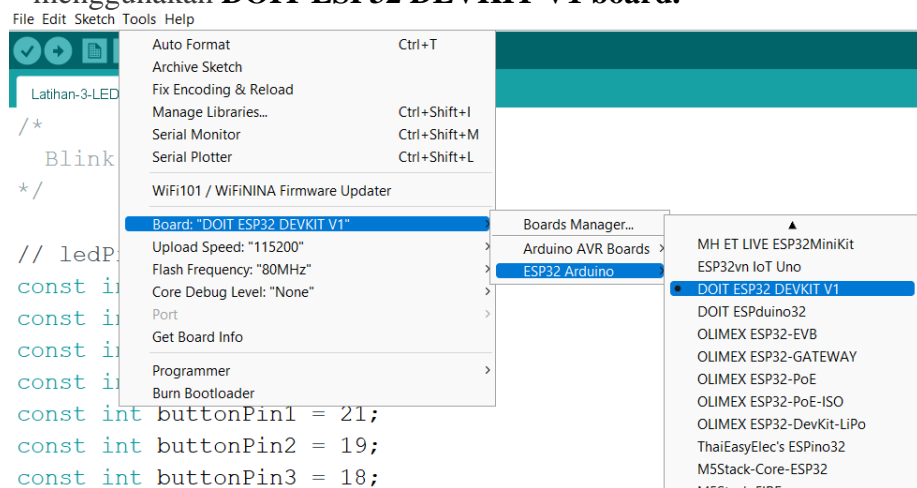 menggunakan DOIT ESP32 DEVKIT V1 board.
File Edit Sketch Tools Help
Latihan-3-LED
Auto Format Ctrl+T
Archive Sketch
Fix Encoding & Reload
Manage Libraries... Ctrl+Shift+I
Serial Monitor Ctrl+Shift+M
Serial Plotter Ctrl+Shift+L
WiFi101 / WiFiNINA Firmware Updater
Board: "DOIT ESP32 DEVKIT V1"
Upload Speed: "115200"
Flash Frequency: "80MHz"
Core Debug Level: "None"
Port
Get Board Info
Programmer
Burn Bootloader
Boards Manager...
Arduino AVR Boards
ESP32 Arduino
MH ET LIVE ESP32MiniKit
ESP32vn IoT Uno
DOIT ESP32 DEVKIT V1
DOIT ESPduino32
OLIMEX ESP32-EVB
OLIMEX ESP32-GATEWAY
OLIMEX ESP32-PoE
OLIMEX ESP32-PoE-ISO
OLIMEX ESP32-DevKit-LiPo
ThaiEasyElec's ESPino32
M5Stack-Core-ESP32
/*
Blink
*/
// ledP
const i
const i
const i
const i
const int buttonPin1 = 21;
const int buttonPin2 = 19;
const int buttonPin3 = 18;